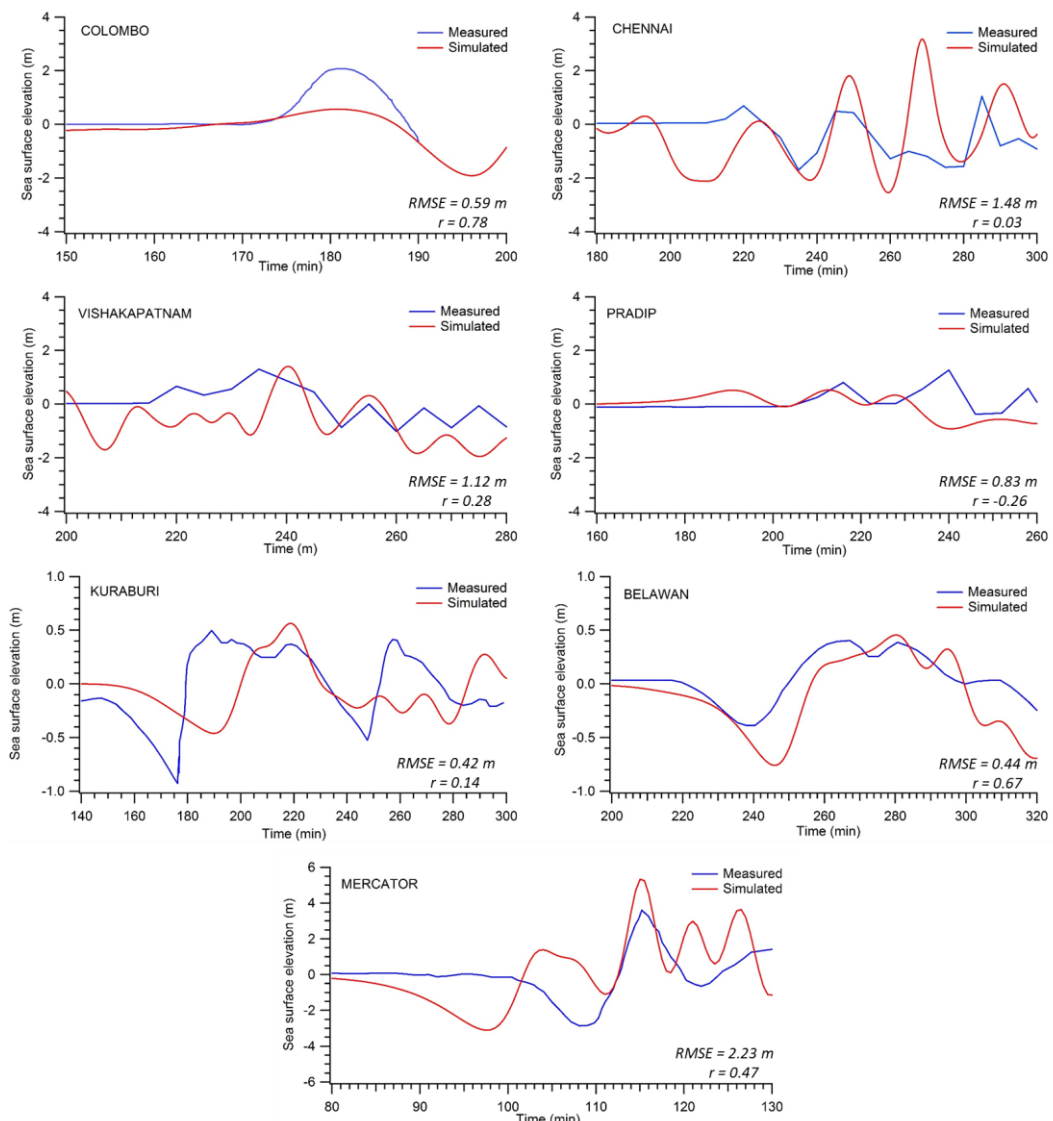 COLOMBO
Measured
Simulated
Sea surface elevation (m)
4
2
0
-2
-4
RMSE = 0.59 m
r = 0.78
150 160 170 180 190 200
Time (min)
CHENNAI
Measured
Simulated
Sea surface elevation (m)
4
2
0
-2
-4
RMSE = 1.48 m
r = 0.03
180 200 220 240 260 280 300
Time (min)
VISHAKAPATNAM
Measured
Simulated
Sea surface elevation (m)
4
2
0
-2
-4
RMSE = 1.12 m
r = 0.28
200 220 240 260 280
Time (m)
PRADIP
Measured
Simulated
Sea surface elevation (m)
4
2
0
-2
-4
RMSE = 0.83 m
r = -0.26
160 180 200 220 240 260
Time (min)
KURABURI
Measured
Simulated
Sea surface elevation (m)
1.0
0.5
0.0
-0.5
-1.0
RMSE = 0.42 m
r = 0.14
140 160 180 200 220 240 260 280 300
Time (min)
BELAWAN
Measured
Simulated
Sea surface elevation (m)
1.0
0.5
0.0
-0.5
-1.0
RMSE = 0.44 m
r = 0.67
200 220 240 260 280 300 320
Time (min)
MERCATOR
Measured
Simulated
Sea surface elevation (m)
6
4
2
0
-2
-4
-6
RMSE = 2.23 m
r = 0.47
80 90 100 110 120 130
Time (min)